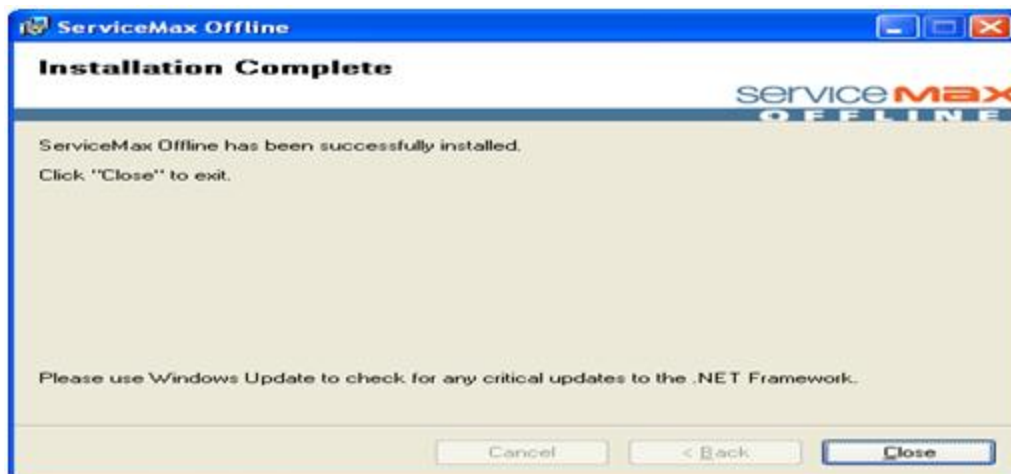 ServiceMax Offline
Installation Complete
service max
OFFLINE
ServiceMax Offline has been successfully installed.
Click "Close" to exit.
Please use Windows Update to check for any critical updates to the .NET Framework.
Cancel
< Back
Close